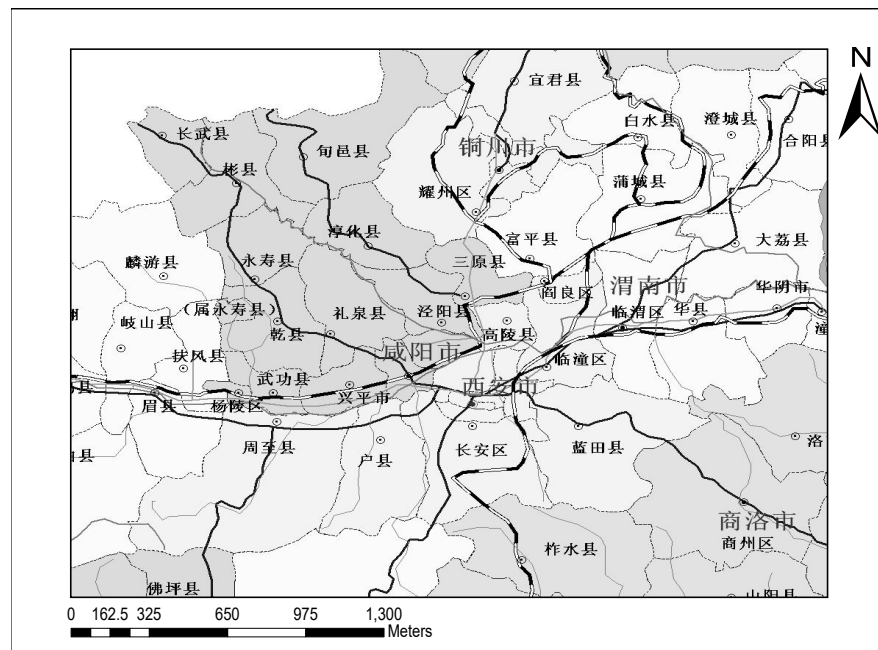 N
宜君县
长武县
旬邑县
铜川市
白水县
澄城县
合阳县
彬县
耀州区
蒲城县
淳化县
富平县
大荔县
麟游县
永寿县
三原县
阎良区
渭南市
华阴市
岐山县
(属永寿县)
礼泉县
泾阳县
高陵县
临渭区
华县
潼
乾县
扶风县
咸阳市
临潼区
武功县
西安市
眉县
杨陵区
兴平市
周至县
户县
长安区
蓝田县
洛
商洛市
商州区
柞水县
佛坪县
山阳县
0 162.5 325 650 975 1,300
Meters